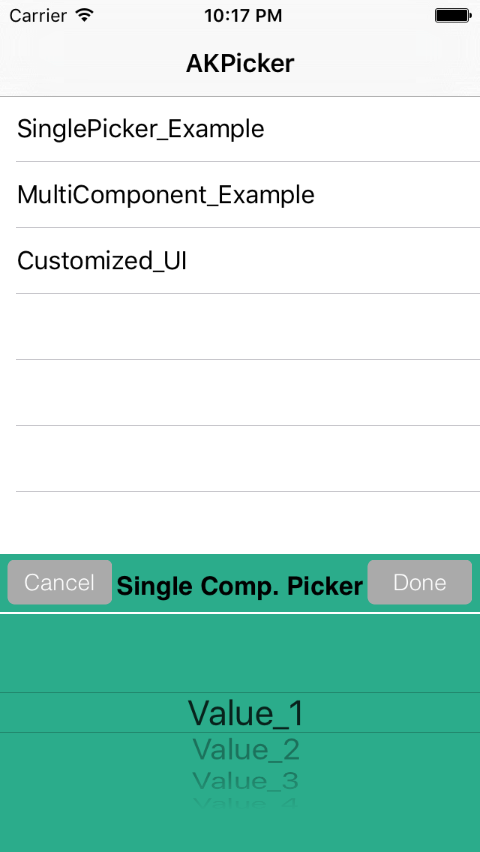 Carrier 10:17 PM
AKPicker
SinglePicker_Example
MultiComponent_Example
Customized_UI
Cancel Single Comp. Picker Done
Value_1
Value_2
Value_3
Value_4